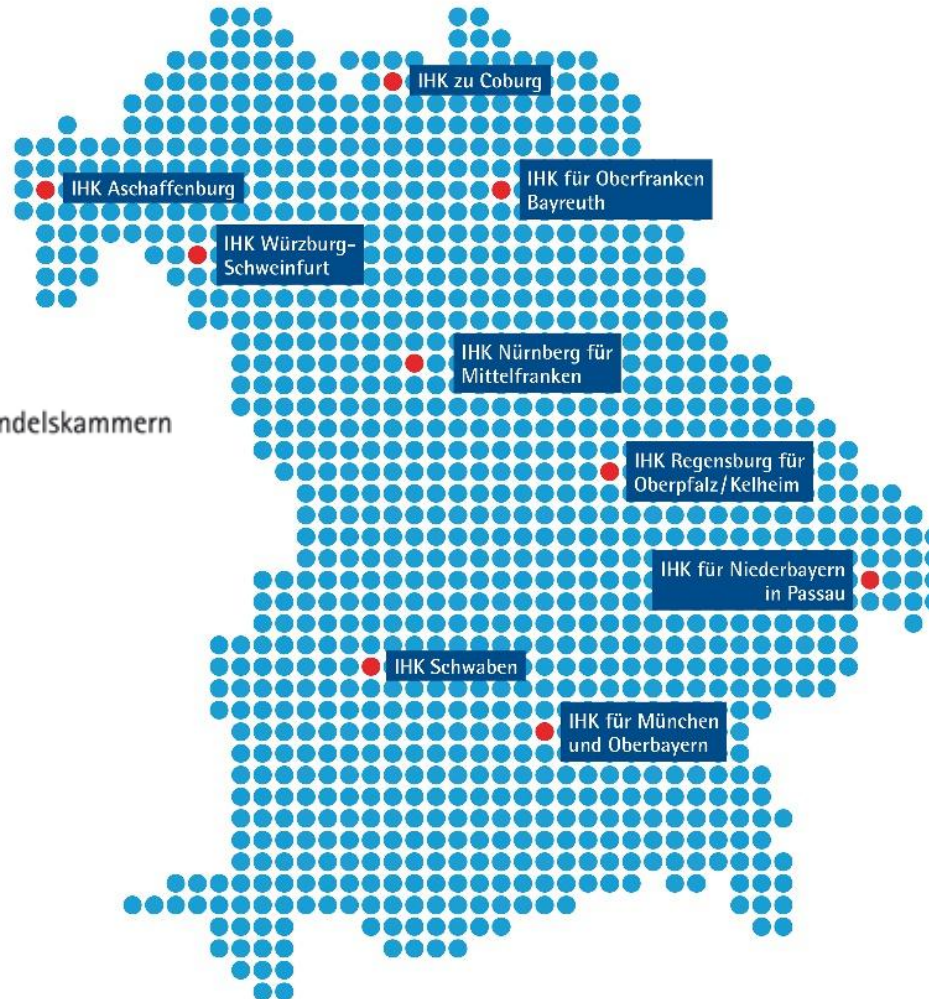 IHK zu Coburg
IHK Aschaffenburg
IHK für Oberfranken
Bayreuth
IHK Würzburg-
Schweinfurt
IHK Nürnberg für
Mittelfranken
ndelskammern
IHK Regensburg für
Oberpfalz/Kelheim
IHK für Niederbayern
in Passau
IHK Schwaben
IHK für München
und Oberbayern